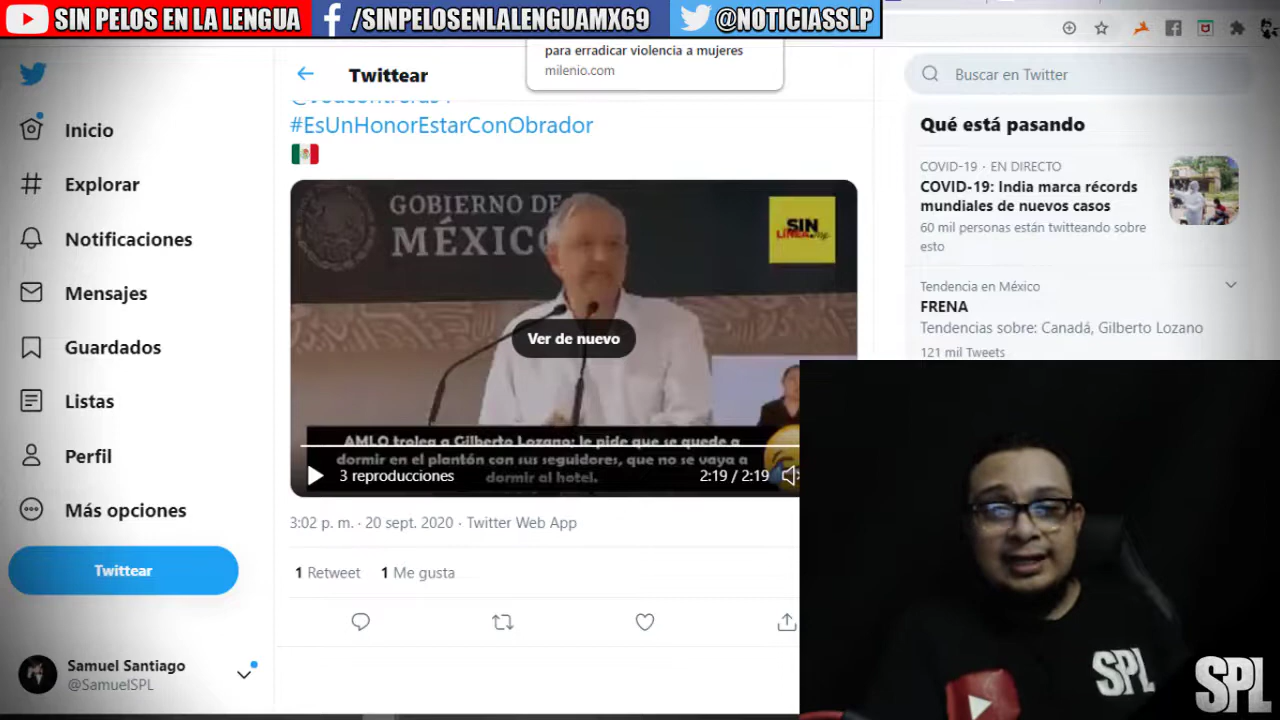 SIN PELOS EN LA LENGUA
/SINPELOSENLALENGUAMX69
@NOTICIASSLP
para erradicar violencia a mujeres
milenio.com
Twittear
Buscar en Twitter
Inicio
Explorar
Notificaciones
Mensajes
Guardados
Listas
Perfil
Más opciones
Twittear
Samuel Santiago
@SamuelSPL
#EsUnHonorEstarConObrador
GOBIERNO DE
MÉXICO
SIN
LÍNEA
Ver de nuevo
AMLO trolea a Gilberto Lozano; le pide que se quede a
dormir en el plantón con sus seguidores, que no se vaya a
dormir al hotel.
3 reproducciones
2:19 / 2:19
3:02 p. m. · 20 sept. 2020 · Twitter Web App
1 Retweet 1 Me gusta
Qué está pasando
COVID-19 · EN DIRECTO
COVID-19: India marca récords
mundiales de nuevos casos
60 mil personas están twitteando sobre
esto
Tendencia en México
FRENA
Tendencias sobre: Canadá, Gilberto Lozano
121 mil Tweets
SPL
SPL